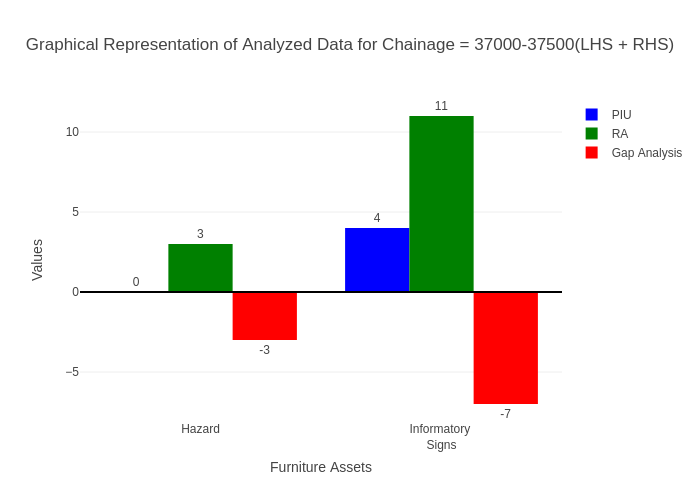 Graphical Representation of Analyzed Data for Chainage = 37000-37500(LHS + RHS)
PIU
RA
Gap Analysis
11
10
5
4
3
0
0
-3
−5
-7
Values
Hazard
Informatory
Signs
Furniture Assets